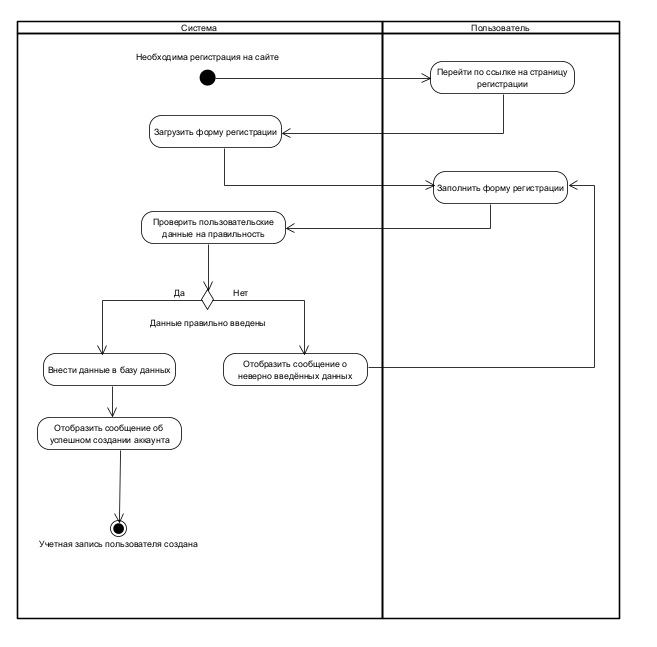 Система
Пользователь
Необходима регистрация на сайте
Перейти по ссылке на страницу
регистрации
Загрузить форму регистрации
Заполнить форму регистрации
Проверить пользовательские
данные на правильность
Да
Нет
Данные правильно введены
Внести данные в базу данных
Отобразить сообщение о
неверно введённых данных
Отобразить сообщение об
успешном создании аккаунта
Учетная запись пользователя создана